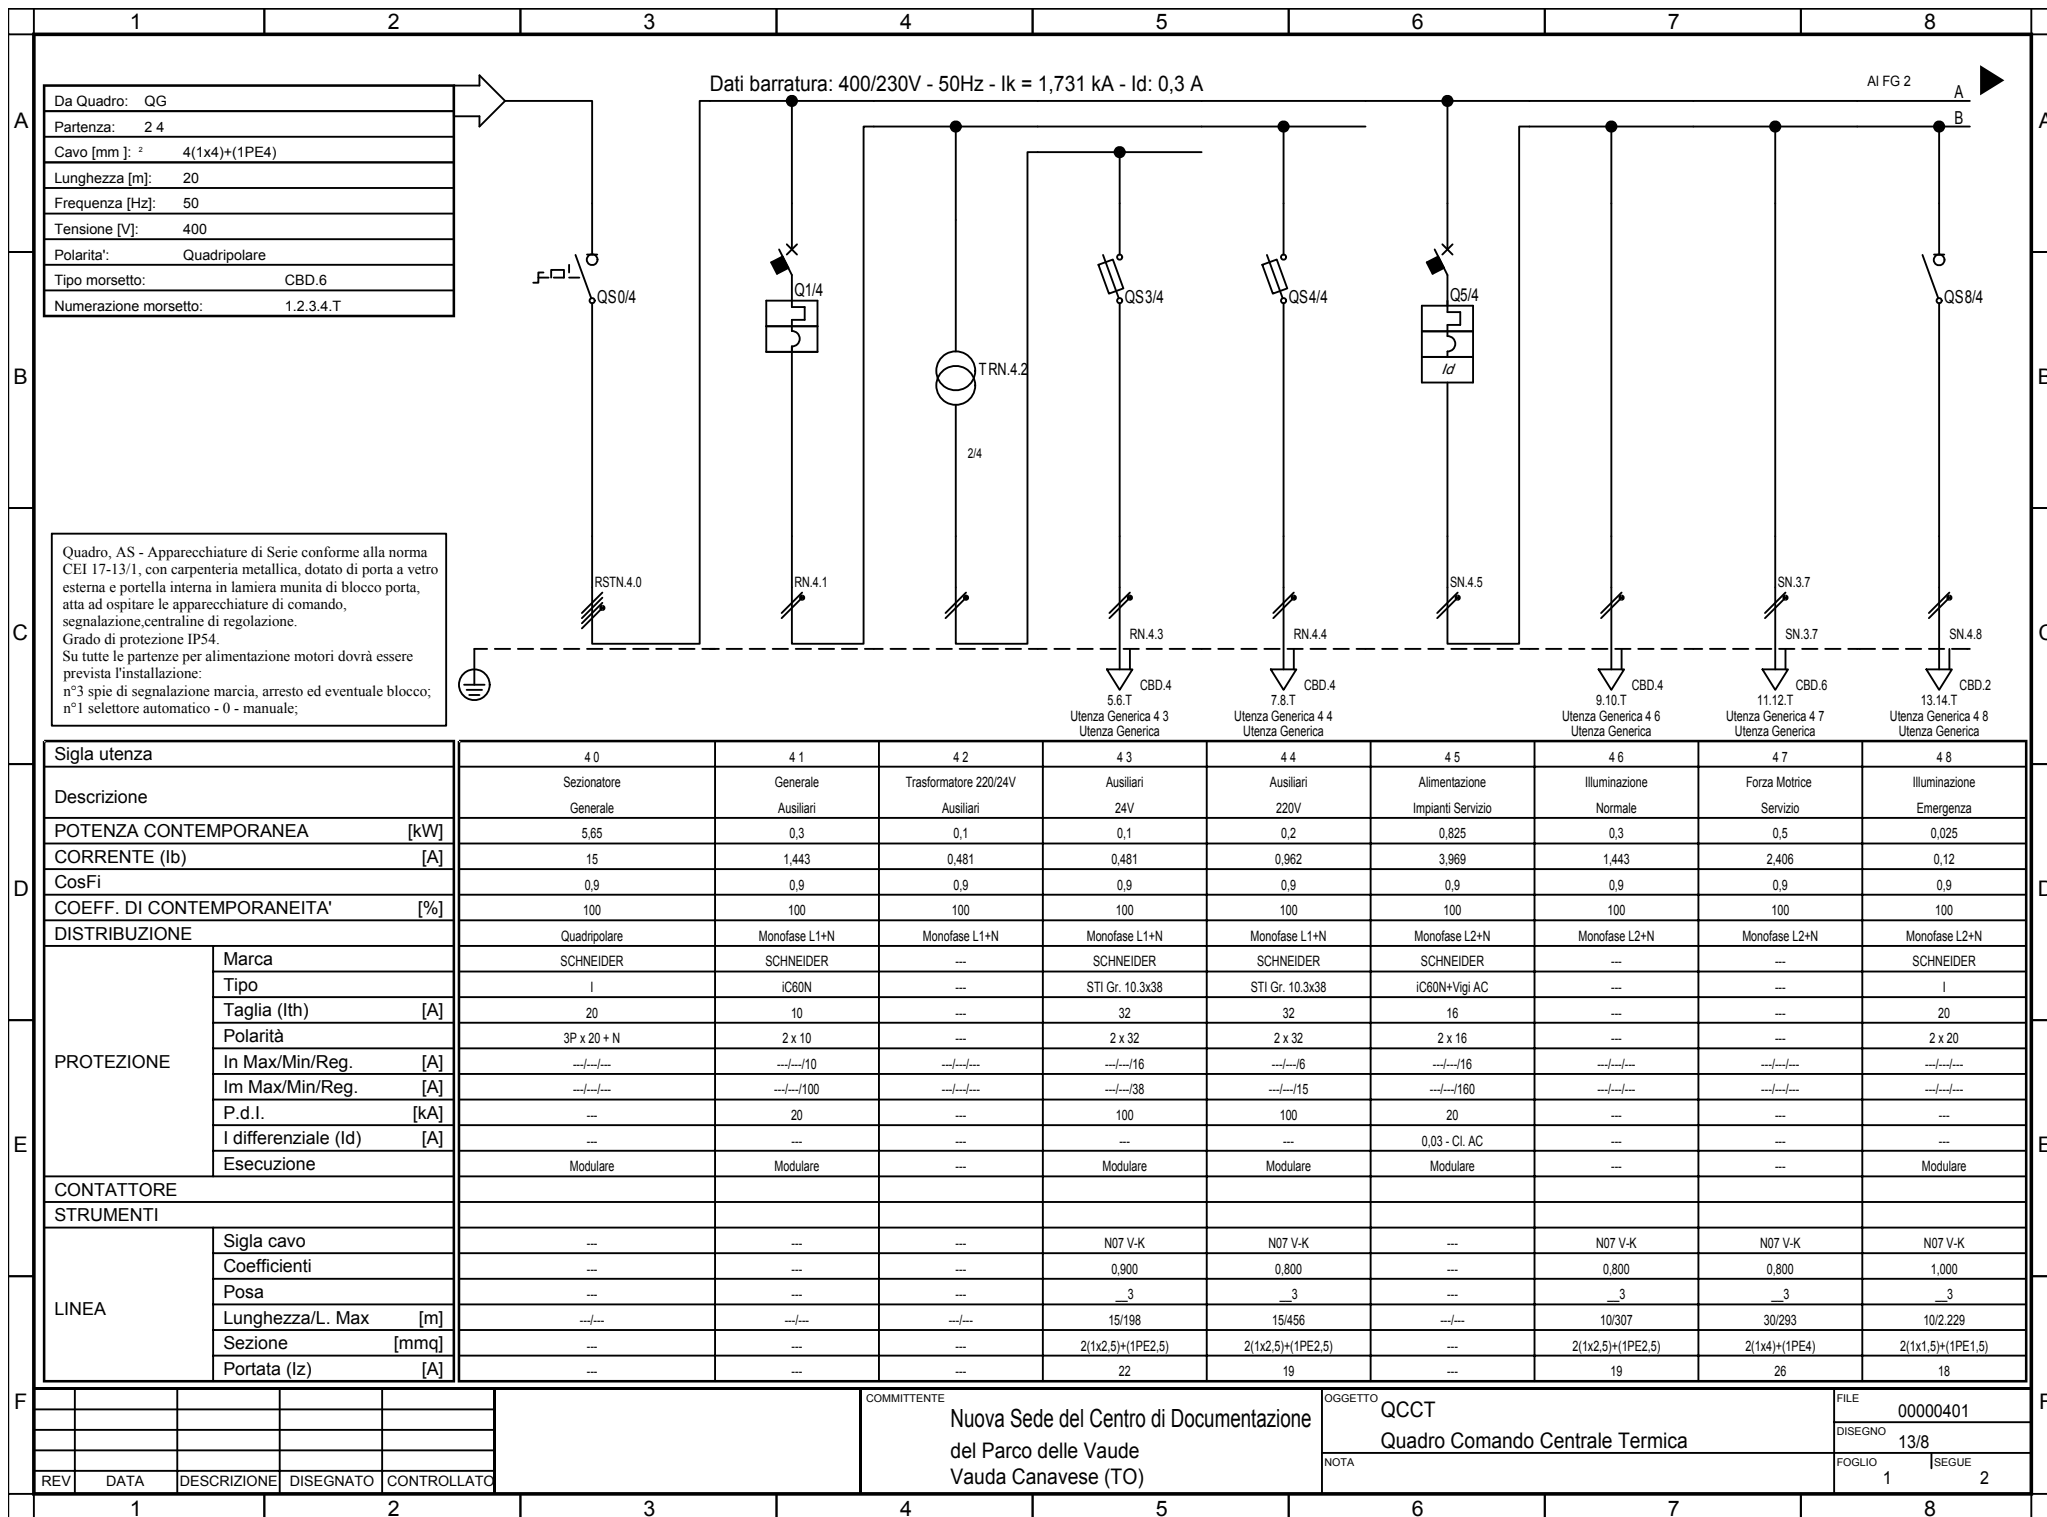 1 2 3 4 5 6 7 8
Dati barratura: 400/230V - 50Hz - Ik = 1,731 kA - Id: 0,3 A
Al FG 2
A
B
Da Quadro: QG
Partenza: 2 4
Cavo [mm ]: ² 4(1x4)+(1PE4)
Lunghezza [m]: 20
Frequenza [Hz]: 50
Tensione [V]: 400
Polarita': Quadripolare
Tipo morsetto: CBD.6
Numerazione morsetto: 1.2.3.4.T
A
B
C
D
E
F
QS0/4 Q1/4 QS3/4 QS4/4 Q5/4 QS8/4
Id
TRN.4.2
2/4
Quadro, AS - Apparecchiature di Serie conforme alla norma
CEI 17-13/1, con carpenteria metallica, dotato di porta a vetro
esterna e portella interna in lamiera munita di blocco porta,
atta ad ospitare le apparecchiature di comando,
segnalazione,centraline di regolazione.
Grado di protezione IP54.
Su tutte le partenze per alimentazione motori dovrà essere
prevista l'installazione:
n°3 spie di segnalazione marcia, arresto ed eventuale blocco;
n°1 selettore automatico - 0 - manuale;
RSTN.4.0 RN.4.1 SN.4.5 SN.3.7
RN.4.3 RN.4.4 SN.3.7 SN.4.8
CBD.4 CBD.4 CBD.4 CBD.6 CBD.2
5.6.T 7.8.T 9.10.T 11.12.T 13.14.T
Utenza Generica 4 3 Utenza Generica 4 4 Utenza Generica 4 6 Utenza Generica 4 7 Utenza Generica 4 8
Utenza Generica Utenza Generica Utenza Generica Utenza Generica Utenza Generica
Sigla utenza 4 0 4 1 4 2 4 3 4 4 4 5 4 6 4 7 4 8
Descrizione
Sezionatore Generale Trasformatore 220/24V Ausiliari Ausiliari Alimentazione Illuminazione Forza Motrice Illuminazione
Generale Ausiliari Ausiliari 24V 220V Impianti Servizio Normale Servizio Emergenza
POTENZA CONTEMPORANEA [kW] 5,65 0,3 0,1 0,1 0,2 0,825 0,3 0,5 0,025
CORRENTE (Ib) [A] 15 1,443 0,481 0,481 0,962 3,969 1,443 2,406 0,12
CosFi 0,9 0,9 0,9 0,9 0,9 0,9 0,9 0,9 0,9
COEFF. DI CONTEMPORANEITA' [%] 100 100 100 100 100 100 100 100 100
DISTRIBUZIONE Quadripolare Monofase L1+N Monofase L1+N Monofase L1+N Monofase L1+N Monofase L2+N Monofase L2+N Monofase L2+N Monofase L2+N
PROTEZIONE
Marca SCHNEIDER SCHNEIDER --- SCHNEIDER SCHNEIDER SCHNEIDER --- --- SCHNEIDER
Tipo I iC60N --- STI Gr. 10.3x38 STI Gr. 10.3x38 iC60N+Vigi AC --- --- I
Taglia (Ith) [A] 20 10 --- 32 32 16 --- --- 20
Polarità 3P x 20 + N 2 x 10 --- 2 x 32 2 x 32 2 x 16 --- --- 2 x 20
In Max/Min/Reg. [A] ---/---/--- ---/---/10 ---/---/--- ---/---/16 ---/---/6 ---/---/16 ---/---/--- ---/---/--- ---/---/---
Im Max/Min/Reg. [A] ---/---/--- ---/---/100 ---/---/--- ---/---/38 ---/---/15 ---/---/160 ---/---/--- ---/---/--- ---/---/---
P.d.I. [kA] --- 20 --- 100 100 20 --- --- ---
I differenziale (Id) [A] --- --- --- --- --- 0,03 - Cl. AC --- --- ---
Esecuzione Modulare Modulare --- Modulare Modulare Modulare --- --- Modulare
CONTATTORE
STRUMENTI
LINEA
Sigla cavo --- --- --- N07 V-K N07 V-K --- N07 V-K N07 V-K N07 V-K
Coefficienti --- --- --- 0,900 0,800 --- 0,800 0,800 1,000
Posa --- --- --- __3 __3 --- __3 __3 __3
Lunghezza/L. Max [m] ---/--- ---/--- ---/--- 15/198 15/456 ---/--- 10/307 30/293 10/2.229
Sezione [mmq] --- --- --- 2(1x2,5)+(1PE2,5) 2(1x2,5)+(1PE2,5) --- 2(1x2,5)+(1PE2,5) 2(1x4)+(1PE4) 2(1x1,5)+(1PE1,5)
Portata (Iz) [A] --- --- --- 22 19 --- 19 26 18
REV DATA DESCRIZIONE DISEGNATO CONTROLLATO
COMMITTENTE
Nuova Sede del Centro di Documentazione
del Parco delle Vaude
Vauda Canavese (TO)
OGGETTO QCCT
Quadro Comando Centrale Termica
NOTA
FILE 00000401
DISEGNO 13/8
FOGLIO 1 SEGUE 2
1 2 3 4 5 6 7 8